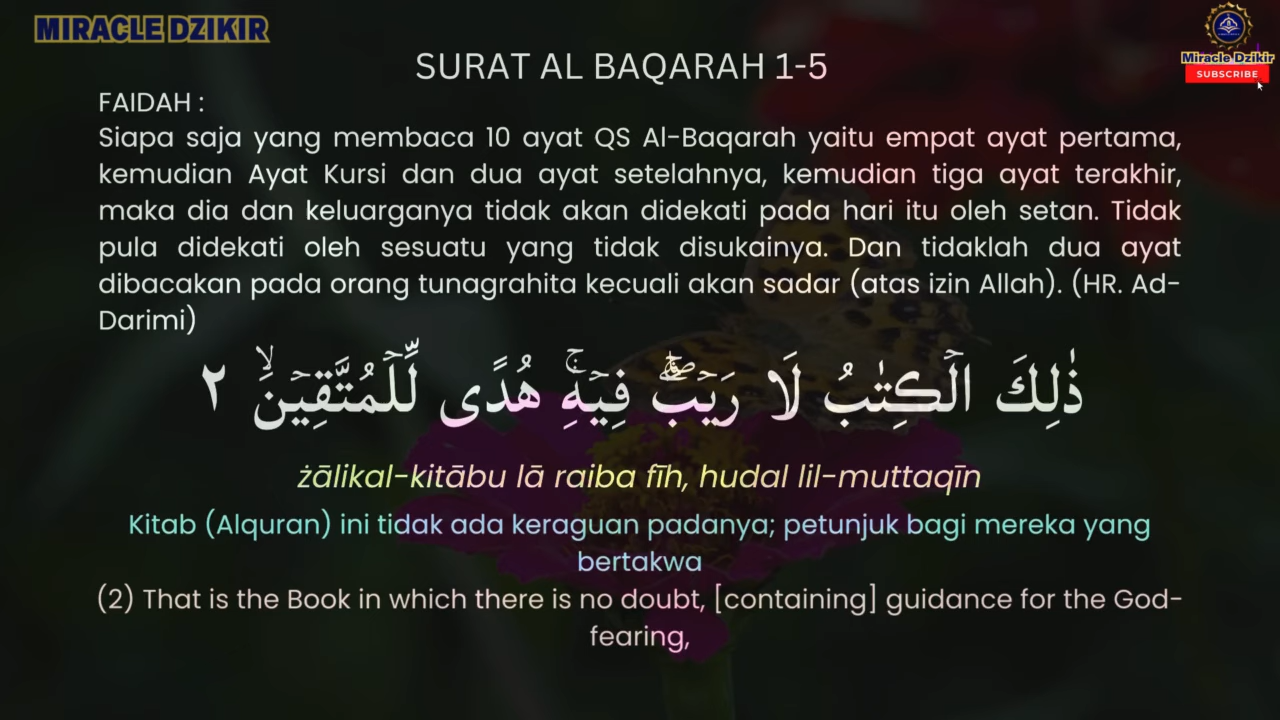 MIRACLE DZIKIR
Miracle Dzikir
SUBSCRIBE
SURAT AL BAQARAH 1-5
FAIDAH :
Siapa saja yang membaca 10 ayat QS Al-Baqarah yaitu empat ayat pertama,
kemudian Ayat Kursi dan dua ayat setelahnya, kemudian tiga ayat terakhir,
maka dia dan keluarganya tidak akan didekati pada hari itu oleh setan. Tidak
pula didekati oleh sesuatu yang tidak disukainya. Dan tidaklah dua ayat
dibacakan pada orang tunagrahita kecuali akan sadar (atas izin Allah). (HR. Ad-
Darimi)
ذٰلِكَ الْكِتٰبُ لَا رَيْبَۛ فِيْهِۚ هُدًى لِّلْمُتَّقِيْنَۙ ٢
żālikal-kitābu lā raiba fīh, hudal lil-muttaqīn
Kitab (Alquran) ini tidak ada keraguan padanya; petunjuk bagi mereka yang
bertakwa
(2) That is the Book in which there is no doubt, [containing] guidance for the God-
fearing,